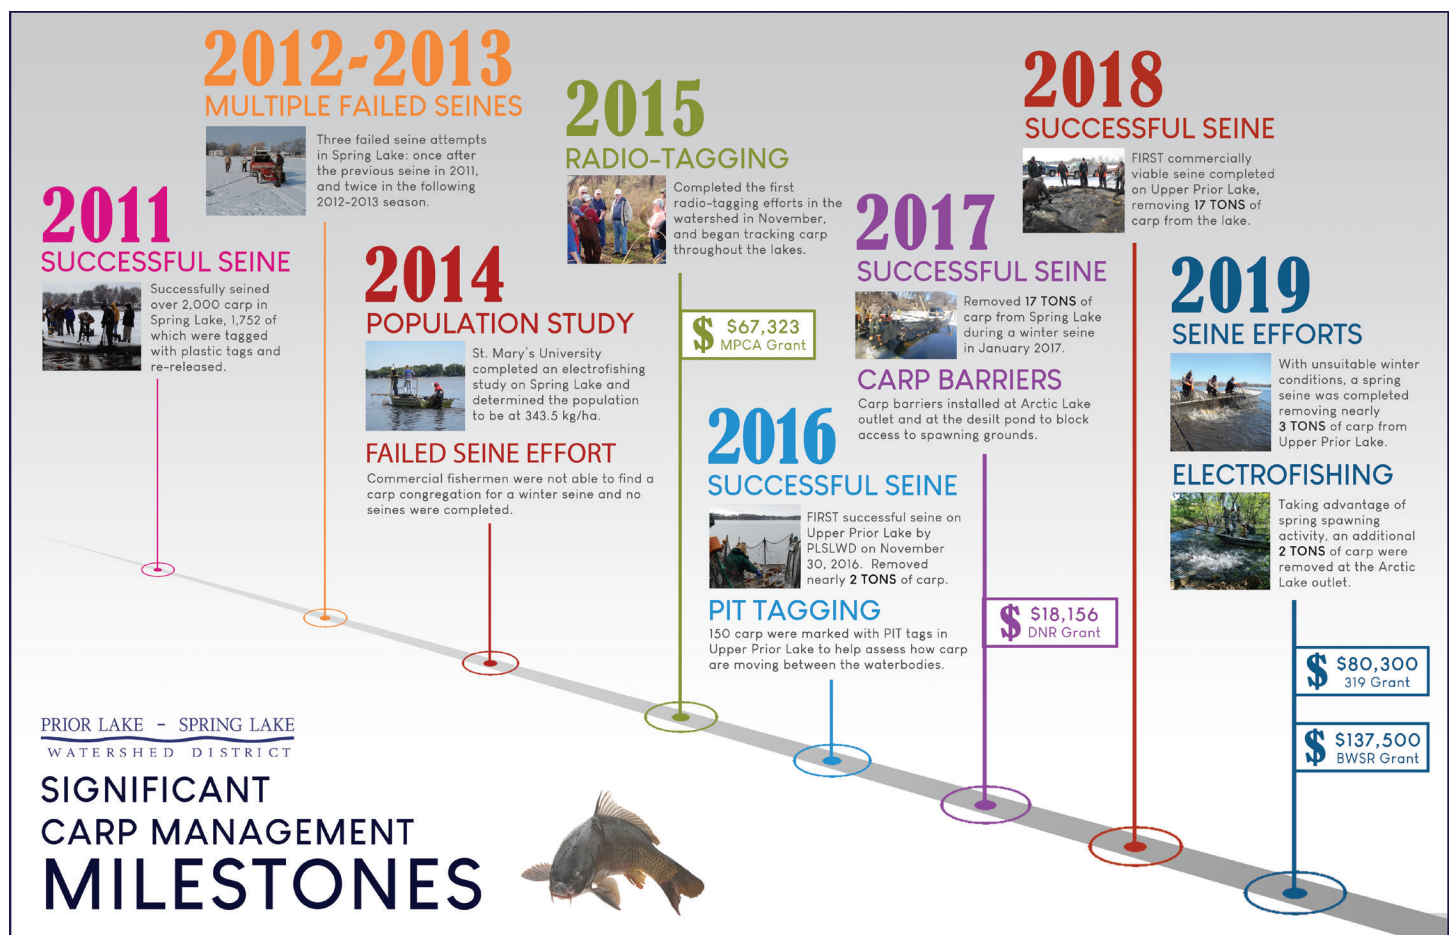 2011
SUCCESSFUL SEINE
Successfully seined
over 2,000 carp in
Spring Lake, 1,752 of
which were tagged
with plastic tags and
re-released.
2012-2013
MULTIPLE FAILED SEINES
Three failed seine attempts
in Spring Lake: once after
the previous seine in 2011,
and twice in the following
2012-2013 season.
2014
POPULATION STUDY
St. Mary's University
completed an electrofishing
study on Spring Lake and
determined the population
to be at 343.5 kg/ha.
FAILED SEINE EFFORT
Commercial fishermen were not able to find a
carp congregation for a winter seine and no
seines were completed.
2015
RADIO-TAGGING
Completed the first
radio-tagging efforts in the
watershed in November,
and began tracking carp
throughout the lakes.
$ $67,323
MPCA Grant
2016
SUCCESSFUL SEINE
FIRST successful seine on
Upper Prior Lake by
PLSLWD on November
30, 2016. Removed
nearly 2 TONS of carp.
PIT TAGGING
150 carp were marked with PIT tags in
Upper Prior Lake to help assess how carp
are moving between the waterbodies.
2017
SUCCESSFUL SEINE
Removed 17 TONS of
carp from Spring Lake
during a winter seine
in January 2017.
CARP BARRIERS
Carp barriers installed at Arctic Lake
outlet and at the desilt pond to block
access to spawning grounds.
$ $18,156
DNR Grant
2018
SUCCESSFUL SEINE
FIRST commercially
viable seine completed
on Upper Prior Lake,
removing 17 TONS of
carp from the lake.
2019
SEINE EFFORTS
With unsuitable winter
conditions, a spring
seine was completed
removing nearly
3 TONS of carp from
Upper Prior Lake.
ELECTROFISHING
Taking advantage of
spring spawning
activity, an additional
2 TONS of carp were
removed at the Arctic
Lake outlet.
$ $80,300
319 Grant
$ $137,500
BWSR Grant
PRIOR LAKE - SPRING LAKE
WATERSHED DISTRICT
SIGNIFICANT
CARP MANAGEMENT
MILESTONES